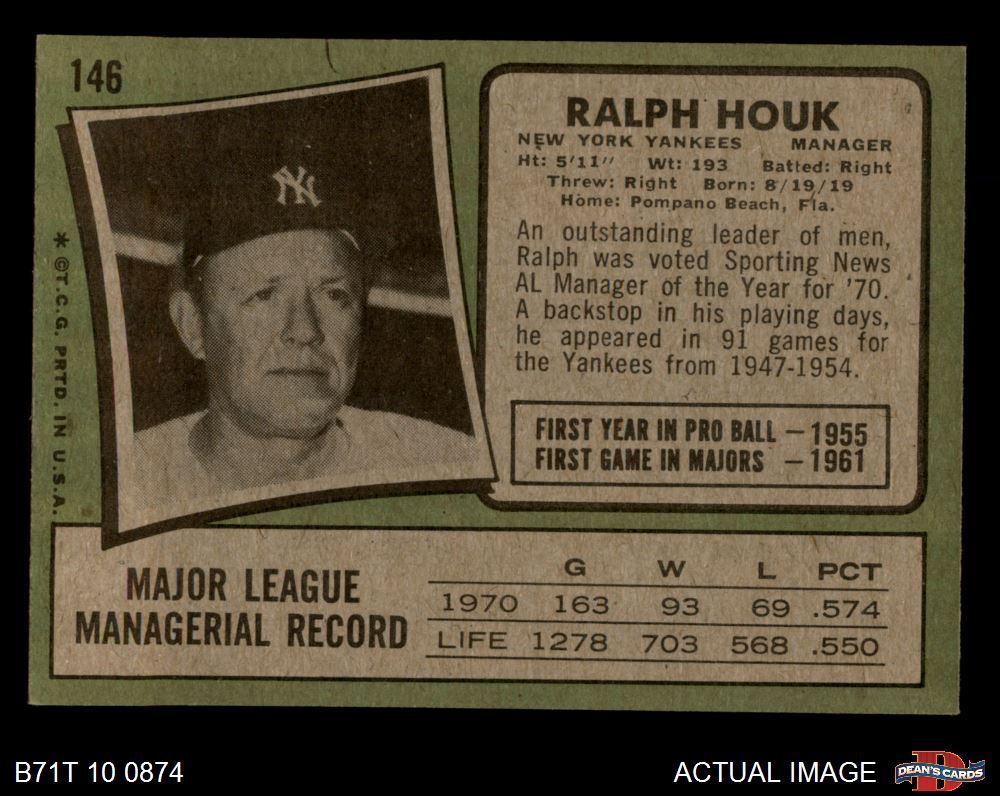 146
NY
* ©T.C.G. PRTD. IN U.S.A.
RALPH HOUK
NEW YORK YANKEES MANAGER
Ht: 5'11" Wt: 193 Batted: Right
Threw: Right Born: 8/19/19
Home: Pompano Beach, Fla.
An outstanding leader of men,
Ralph was voted Sporting News
AL Manager of the Year for '70.
A backstop in his playing days,
he appeared in 91 games for
the Yankees from 1947-1954.
FIRST YEAR IN PRO BALL — 1955
FIRST GAME IN MAJORS — 1961
MAJOR LEAGUE
MANAGERIAL RECORD
G W L PCT
1970 163 93 69 .574
LIFE 1278 703 568 .550
B71T 10 0874
ACTUAL IMAGE
D
DEAN'S CARDS